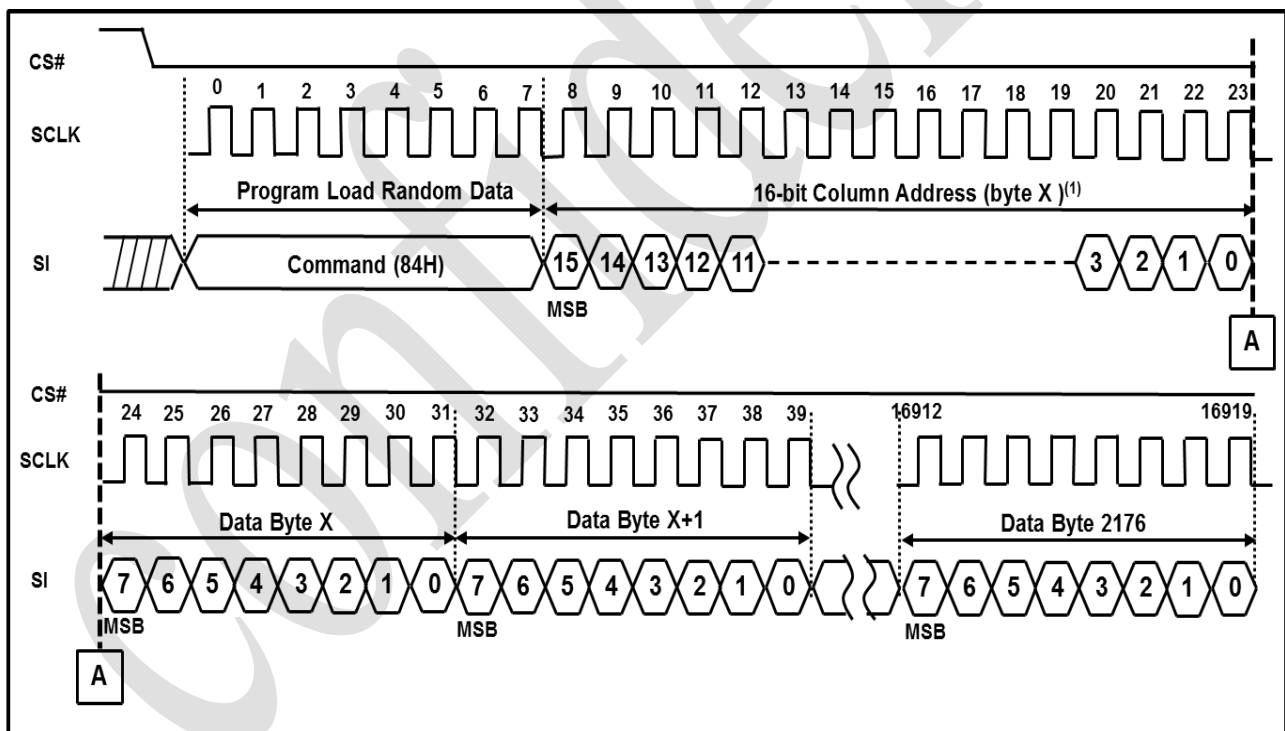 CS#
0 1 2 3 4 5 6 7 8 9 10 11 12 13 14 15 16 17 18 19 20 21 22 23
SCLK
Program Load Random Data 16-bit Column Address (byte X )(1)
SI Command (84H) 15 14 13 12 11 3 2 1 0
MSB
A
CS#
24 25 26 27 28 29 30 31 32 33 34 35 36 37 38 39 16912 16919
SCLK
Data Byte X Data Byte X+1 Data Byte 2176
SI 7 6 5 4 3 2 1 0 7 6 5 4 3 2 1 0 7 6 5 4 3 2 1 0
MSB MSB MSB
A